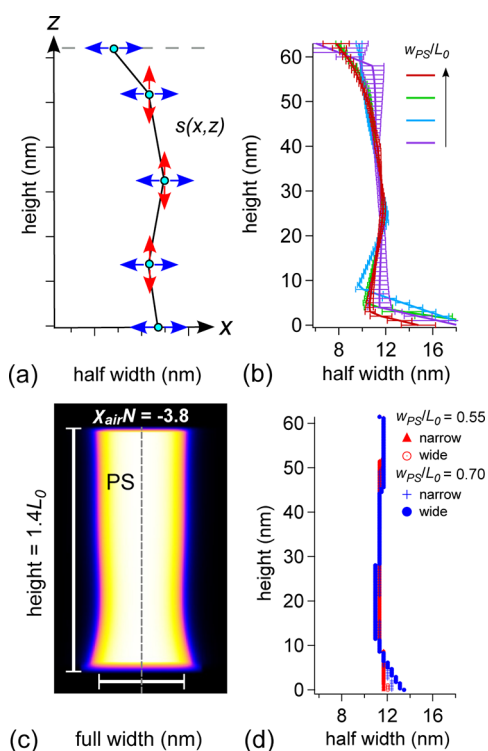 z
s(x,z)
height (nm)
x
(a)
half width (nm)
60
50
40
30
20
10
0
height (nm)
w_PS/L_0
8
12
16
(b)
half width (nm)
χ_air N = -3.8
PS
height = 1.4L_0
(c)
full width (nm)
60
50
40
30
20
10
0
height (nm)
w_PS/L_0 = 0.55
narrow
wide
w_PS/L_0 = 0.70
narrow
wide
8
12
16
(d)
half width (nm)